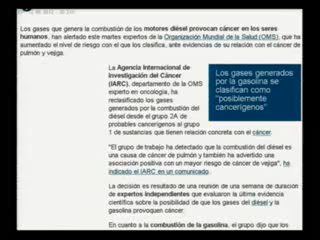 Los gases que genera la combustión de los motores diésel provocan cáncer en los seres
humanos, han alertado este martes expertos de la Organización Mundial de la Salud (OMS), que ha
aumentado el nivel de riesgo con el que los clasifica, ante evidencias de su relación con el cáncer de
pulmón y vejiga.
La Agencia Internacional de
Investigación del Cáncer
(IARC), departamento de la OMS
experto en oncología, ha
reclasificado los gases generados
por la combustión del
diésel desde el grupo 2A de
probables cancerígenos al grupo
1 de sustancias que tienen relación concreta con el cáncer.
Los gases generados
por la gasolina se
clasifican como
"posiblemente
cancerígenos"
"El grupo de trabajo ha detectado que la combustión del diésel es
una causa de cáncer de pulmón y también ha advertido una
asociación positiva con un mayor riesgo de cáncer de vejiga", ha
indicado el IARC en un comunicado.
La decisión es resultado de una reunión de una semana de duración
de expertos independientes que evaluaron la última evidencia
científica sobre la posibilidad de que los gases del diésel y la
gasolina provoquen cáncer.
En cuanto a la combustión de la gasolina, el grupo dijo que los